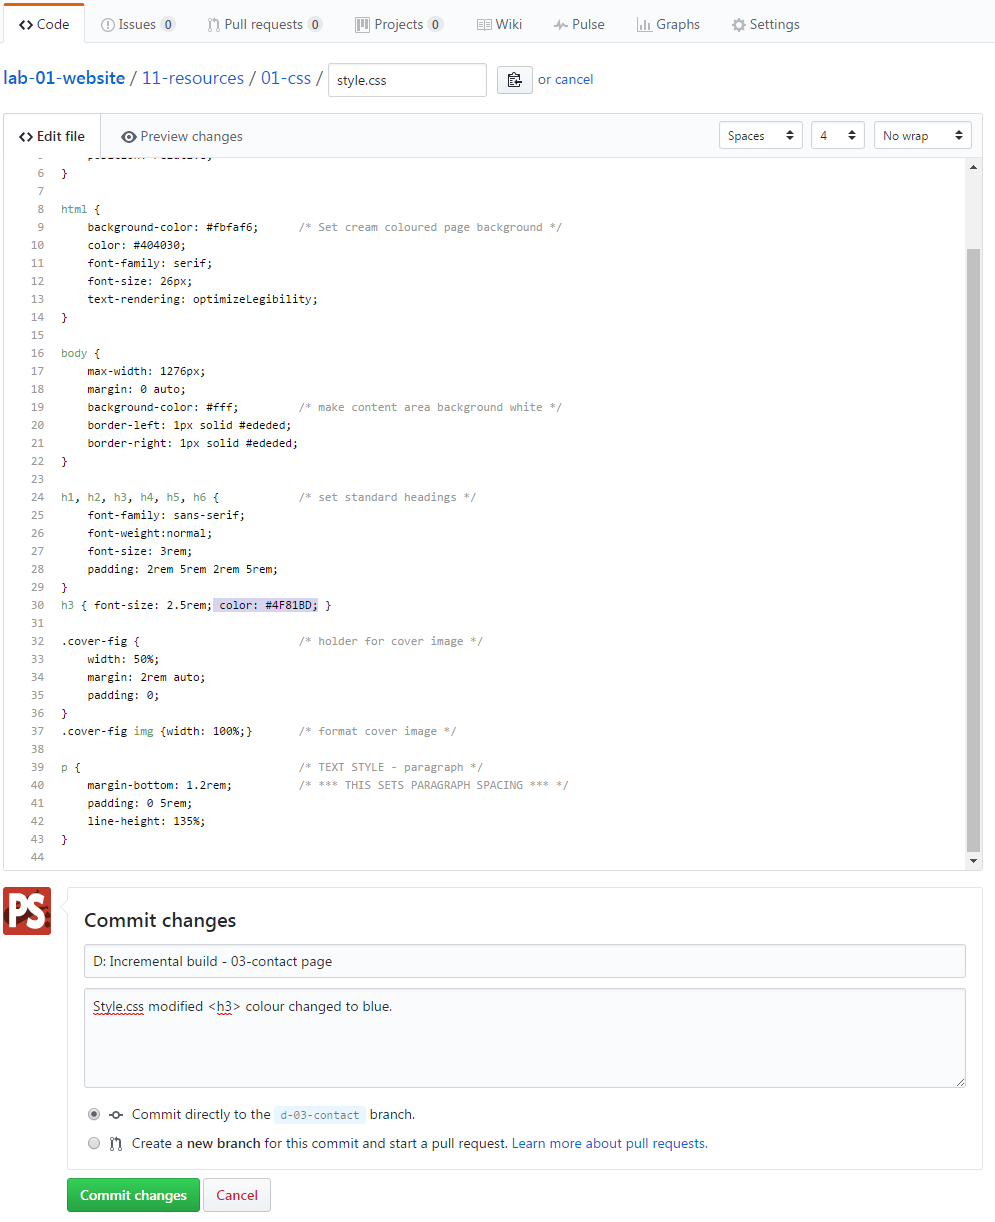 Code Issues 0 Pull requests 0 Projects 0 Wiki Pulse Graphs Settings
lab-01-website / 11-resources / 01-css / style.css or cancel
Edit file Preview changes Spaces 4 No wrap
6 }
7
8 html {
9 background-color: #fbfaf6; /* Set cream coloured page background */
10 color: #404030;
11 font-family: serif;
12 font-size: 26px;
13 text-rendering: optimizeLegibility;
14 }
15
16 body {
17 max-width: 1276px;
18 margin: 0 auto;
19 background-color: #fff; /* make content area background white */
20 border-left: 1px solid #ededed;
21 border-right: 1px solid #ededed;
22 }
23
24 h1, h2, h3, h4, h5, h6 { /* set standard headings */
25 font-family: sans-serif;
26 font-weight:normal;
27 font-size: 3rem;
28 padding: 2rem 5rem 2rem 5rem;
29 }
30 h3 { font-size: 2.5rem; color: #4F81BD; }
31
32 .cover-fig { /* holder for cover image */
33 width: 50%;
34 margin: 2rem auto;
35 padding: 0;
36 }
37 .cover-fig img {width: 100%;} /* format cover image */
38
39 p { /* TEXT STYLE - paragraph */
40 margin-bottom: 1.2rem; /* *** THIS SETS PARAGRAPH SPACING *** */
41 padding: 0 5rem;
42 line-height: 135%;
43 }
44
PS
Commit changes
D: Incremental build - 03-contact page
Style.css modified <h3> colour changed to blue.
Commit directly to the d-03-contact branch.
Create a new branch for this commit and start a pull request. Learn more about pull requests.
Commit changes Cancel